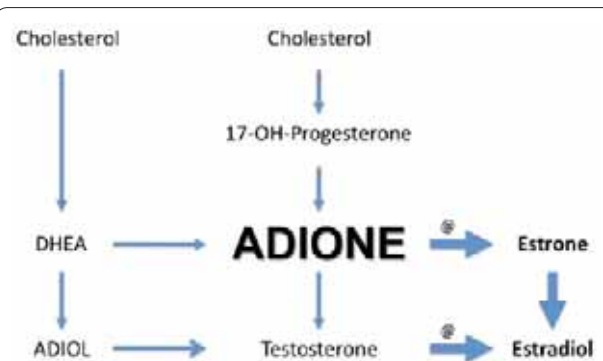 Cholesterol Cholesterol
17-OH-Progesterone
@
DHEA ADIONE Estrone
@
ADIOL Testosterone Estradiol